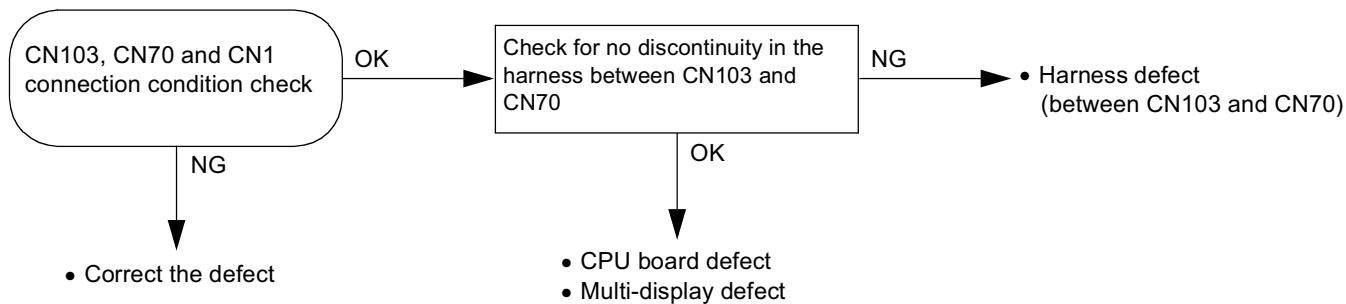 CN103, CN70 and CN1
connection condition check
OK
Check for no discontinuity in the
harness between CN103 and
CN70
NG
• Harness defect
(between CN103 and CN70)
NG
OK
• Correct the defect
• CPU board defect
• Multi-display defect